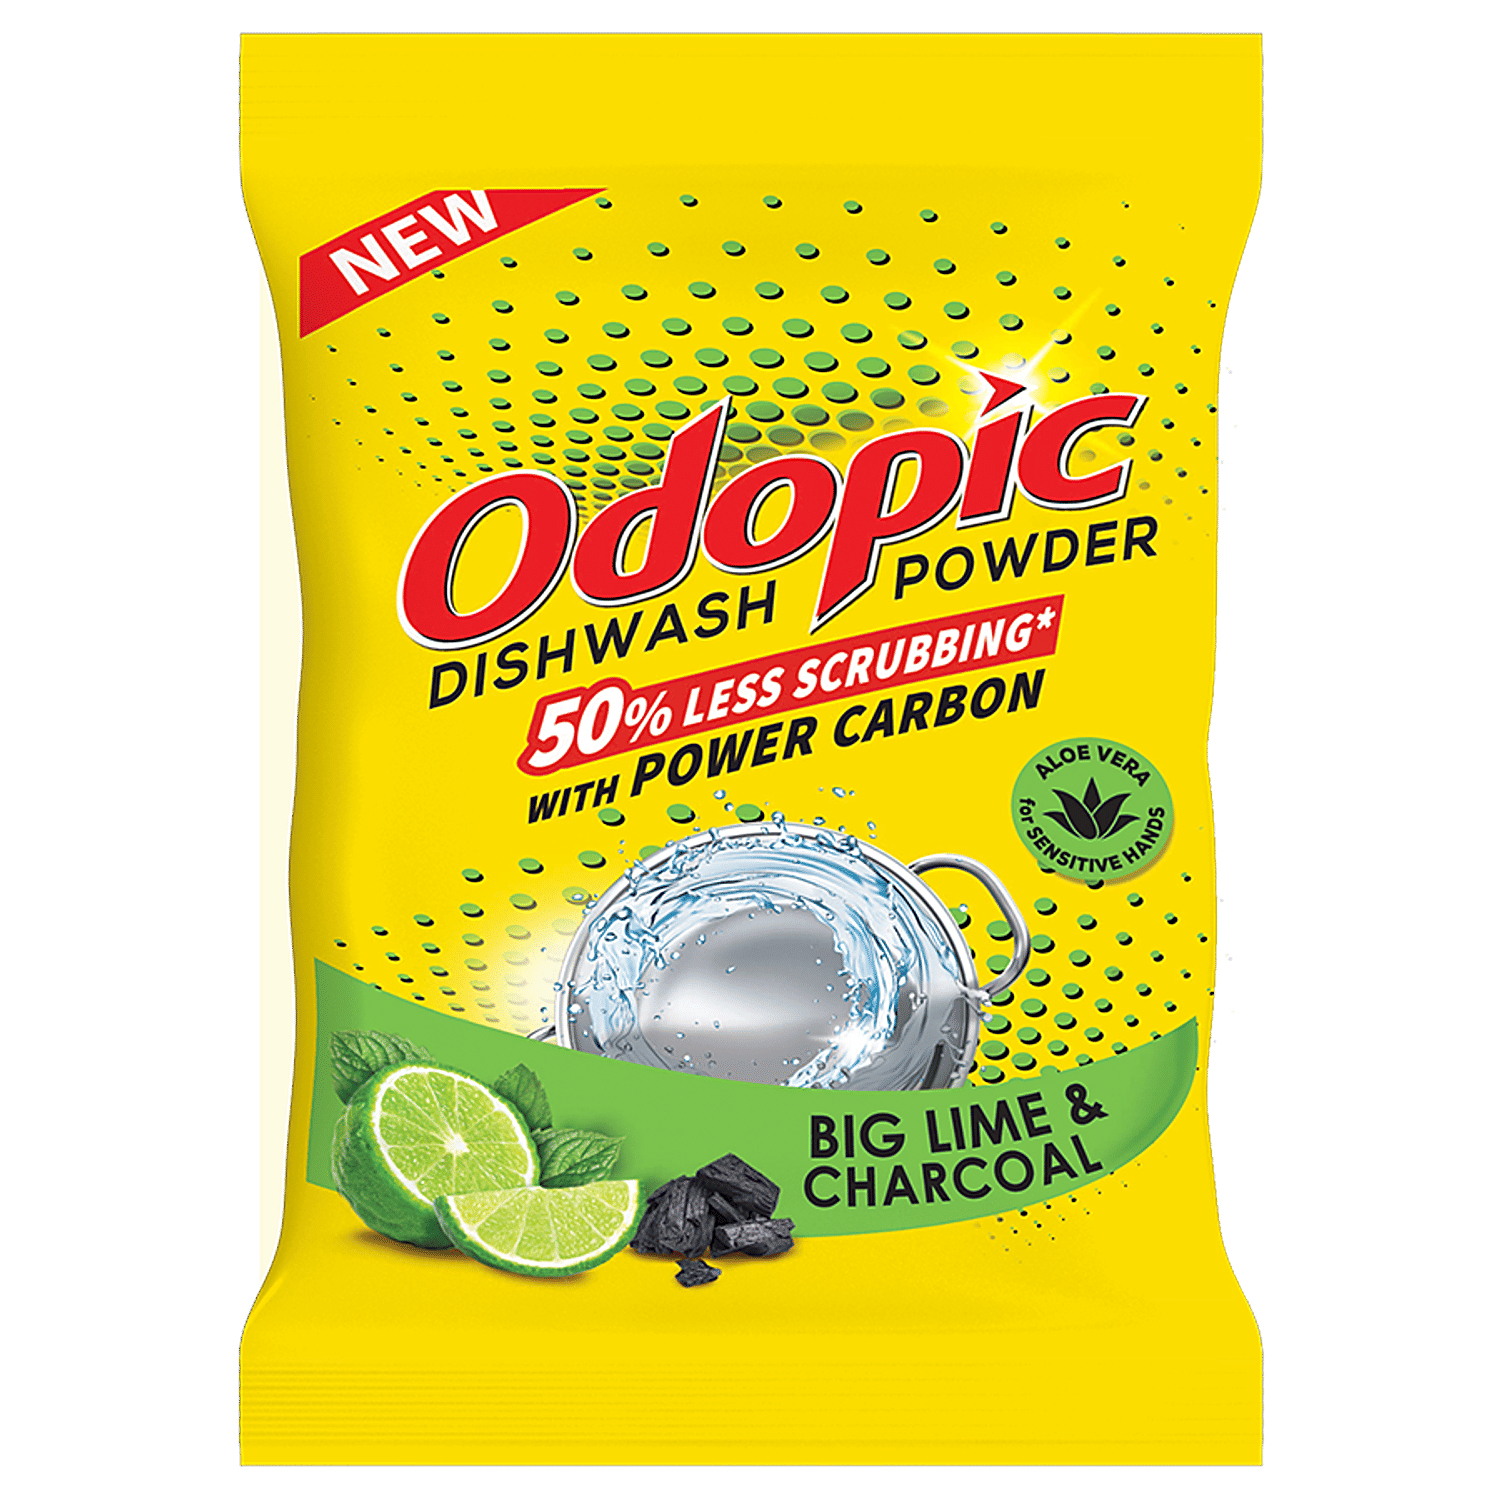 NEW
Odopic
DISHWASH POWDER
50% LESS SCRUBBING*
WITH POWER CARBON
ALOE VERA
for SENSITIVE HANDS
BIG LIME &
CHARCOAL